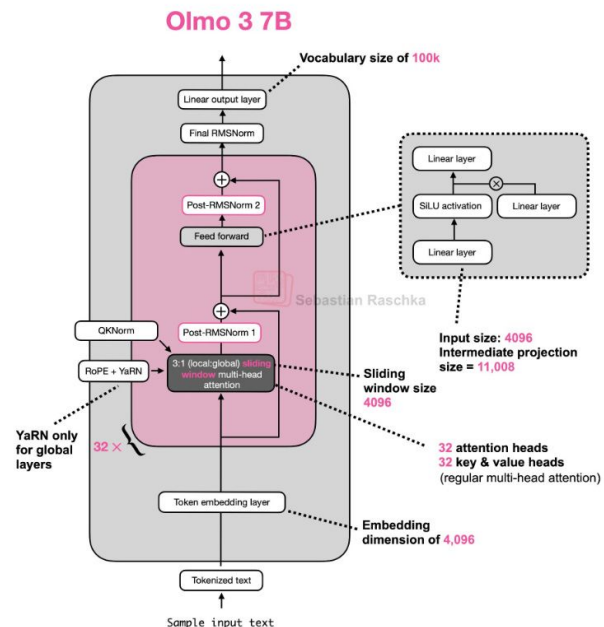 Olmo 3 7B
Vocabulary size of 100k
Linear output layer
Final RMSNorm
Post-RMSNorm 2
Feed forward
Linear layer
SiLU activation
Linear layer
Linear layer
Sebastian Raschka
Post-RMSNorm 1
QKNorm
RoPE + YaRN
3:1 (local:global) sliding
window multi-head
attention
Input size: 4096
Intermediate projection
size = 11,008
Sliding
window size
4096
YaRN only
for global
layers
32 ×
32 attention heads
32 key & value heads
(regular multi-head attention)
Token embedding layer
Embedding
dimension of 4,096
Tokenized text
Sample input text